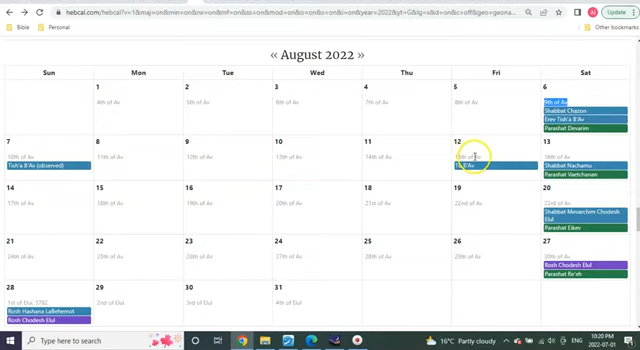 hebcal.com/hebcal?v=1&maj=on&min=on&nx=on&mf=on&ss=on&mod=on&o=on&s=on&i=on&year=2022&yt=G&lg=s&d=on&c=off&geo=geona...
Update
Bible
Personal
Other bookmarks
« August 2022 »
Sun Mon Tue Wed Thu Fri Sat
1 2 3 4 5 6
4th of Av 5th of Av 6th of Av 7th of Av 8th of Av 9th of Av
Shabbat Chazon
Erev Tish'a B'Av
Parashat Devarim
7 8 9 10 11 12 13
10th of Av 11th of Av 12th of Av 13th of Av 14th of Av 15th of Av 16th of Av
Tish'a B'Av (observed) B'Av Shabbat Nachamu
Parashat Vaetchanan
14 15 16 17 18 19 20
17th of Av 18th of Av 19th of Av 20th of Av 21st of Av 22nd of Av 23rd of Av
Shabbat Mevarchim Chodesh
Elul
Parashat Eikev
21 22 23 24 25 26 27
24th of Av 25th of Av 26th of Av 27th of Av 28th of Av 29th of Av 30th of Av
Rosh Chodesh Elul
Parashat Re'eh
28 29 30 31
1st of Elul, 5782 2nd of Elul 3rd of Elul 4th of Elul
Rosh Hashana LaBehemot
Rosh Chodesh Elul
Type here to search
16°C Partly cloudy
ENG
10:20 PM
2022-07-01